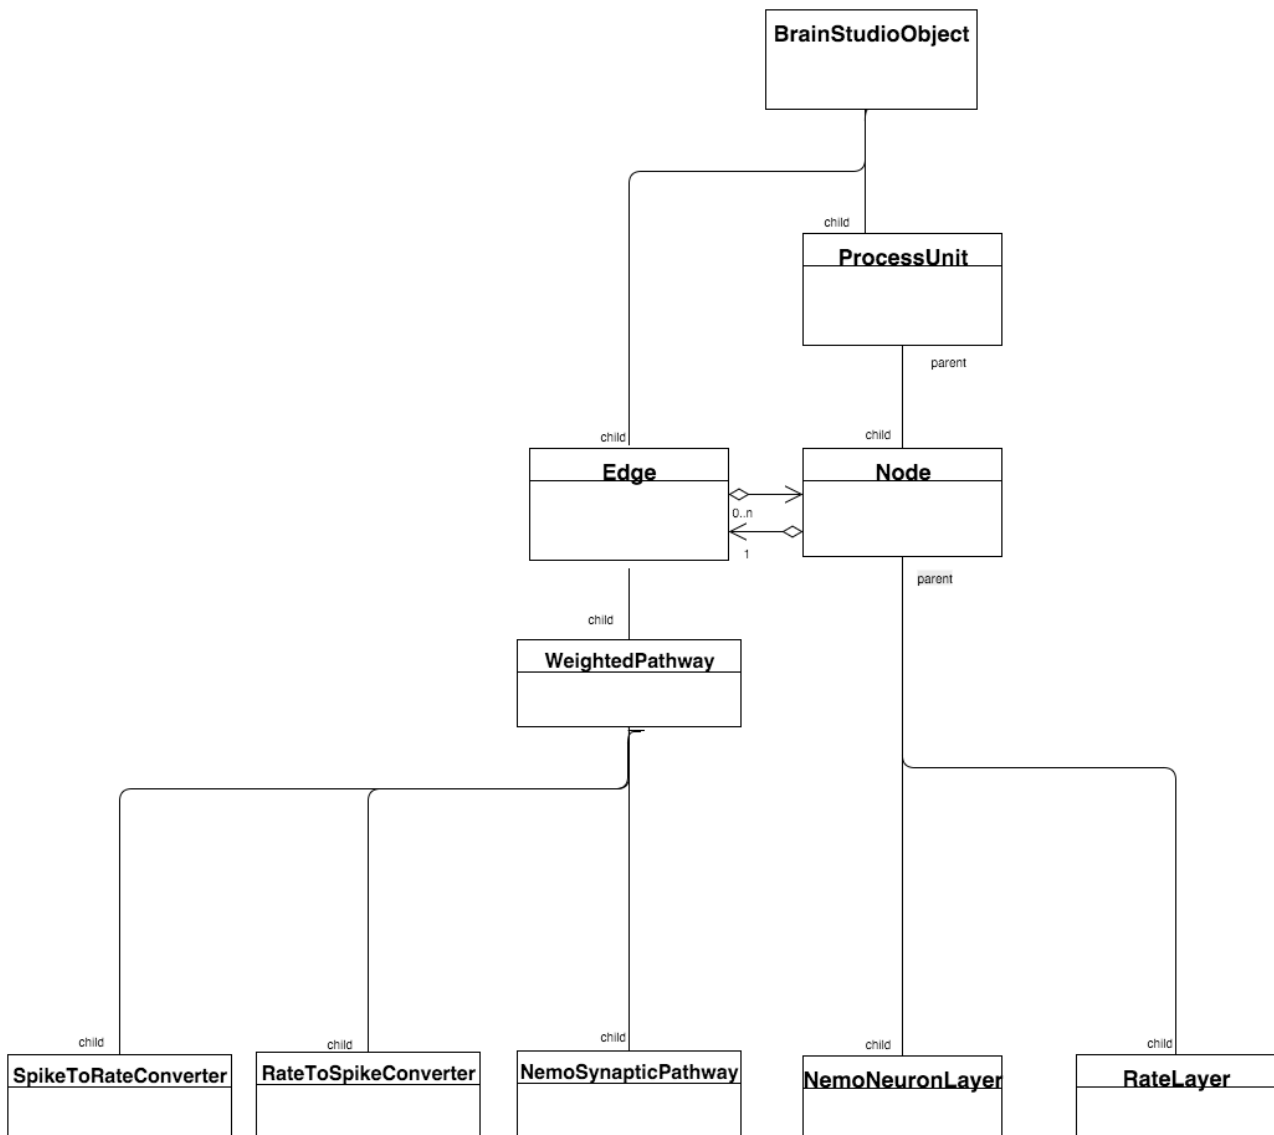 BrainStudioObject
child
ProcessUnit
parent
child
child
Edge
Node
0..n
1
parent
child
WeightedPathway
child
child
child
child
child
SpikeToRateConverter
RateToSpikeConverter
NemoSynapticPathway
NemoNeuronLayer
RateLayer